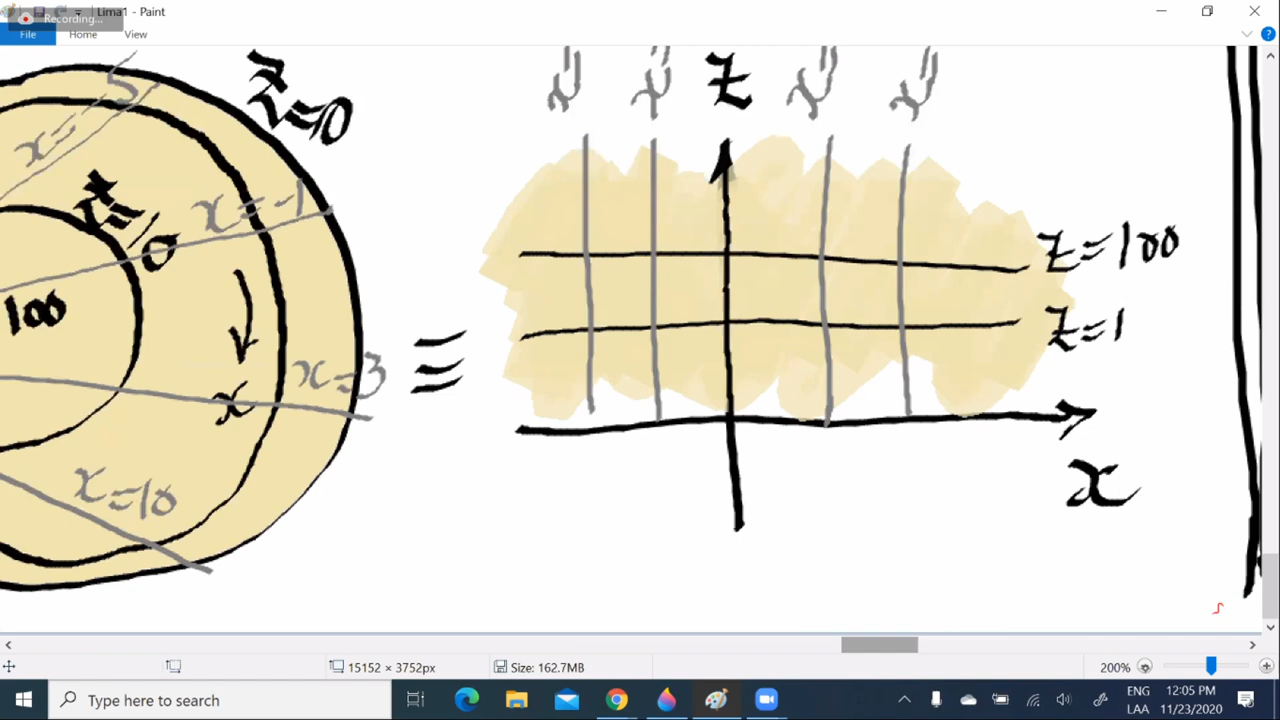 Recording...
Lima1 - Paint
File Home View
z=0
x=-5
z=10
x=-1
100
x=3
x
x=10
z
z=100
z=1
x
15152 × 3752px
Size: 162.7MB
200%
Type here to search
ENG
LAA
12:05 PM
11/23/2020